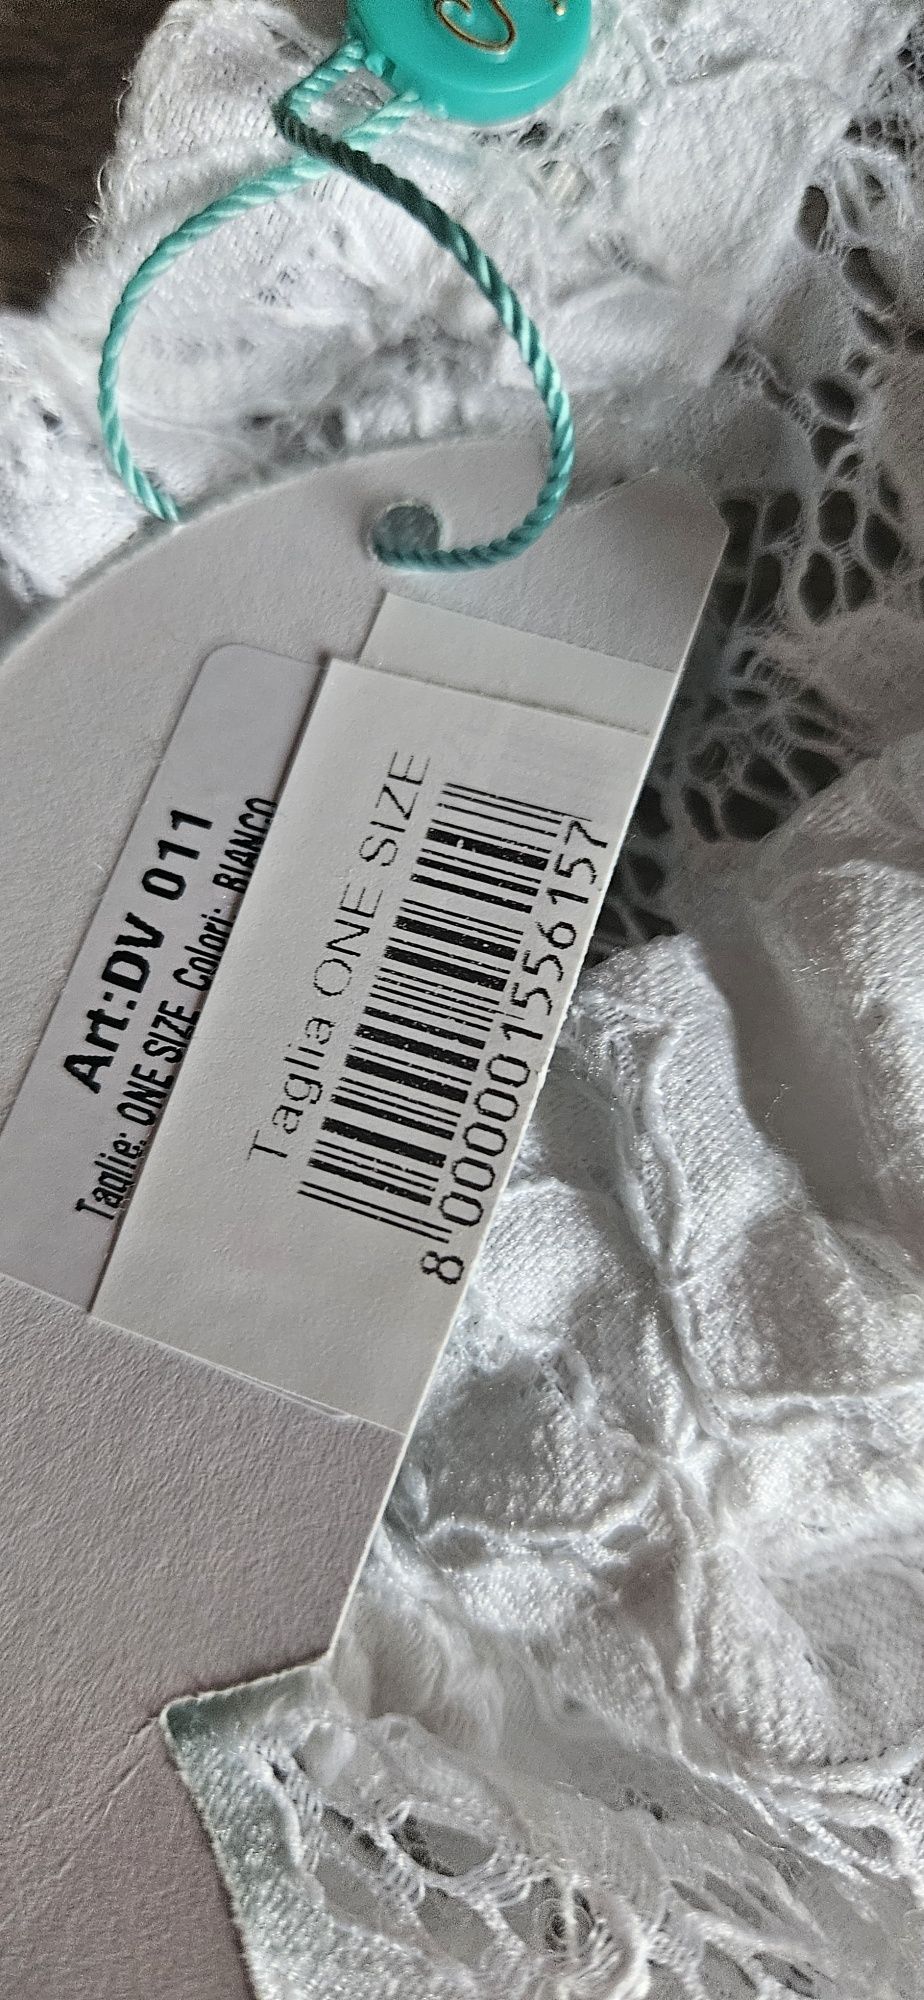 Art:DV 011
Taglie: ONE SIZE Colori: BIANCO
Taglia ONE SIZE
8 000001 556157